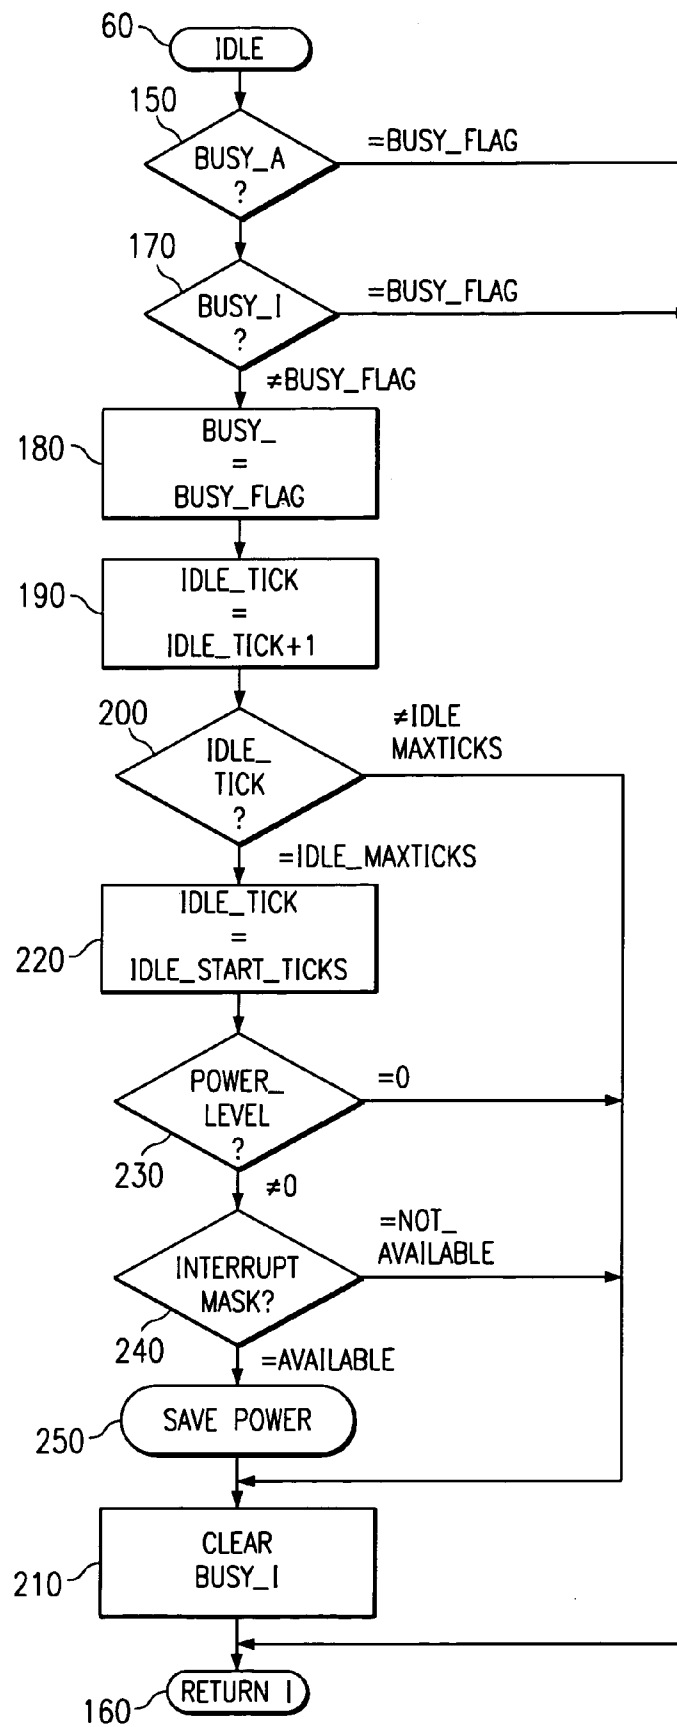 60
IDLE
150
BUSY_A
?
=BUSY_FLAG
170
BUSY_I
?
=BUSY_FLAG
≠BUSY_FLAG
180
BUSY_
=
BUSY_FLAG
190
IDLE_TICK
=
IDLE_TICK+1
200
IDLE_
TICK
?
≠IDLE
MAXTICKS
=IDLE_MAXTICKS
220
IDLE_TICK
=
IDLE_START_TICKS
POWER_
LEVEL
?
=0
230
≠0
=NOT_
AVAILABLE
INTERRUPT
MASK?
240
=AVAILABLE
250
SAVE POWER
210
CLEAR
BUSY_I
160
RETURN I